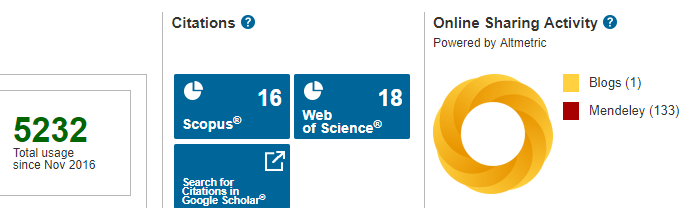 Citations ?
Online Sharing Activity ?
Powered by Altmetric
5232
Total usage
since Nov 2016
16
Scopus®
18
Web
of Science®
Search for
Citations in
Google Scholar®
Blogs (1)
Mendeley (133)